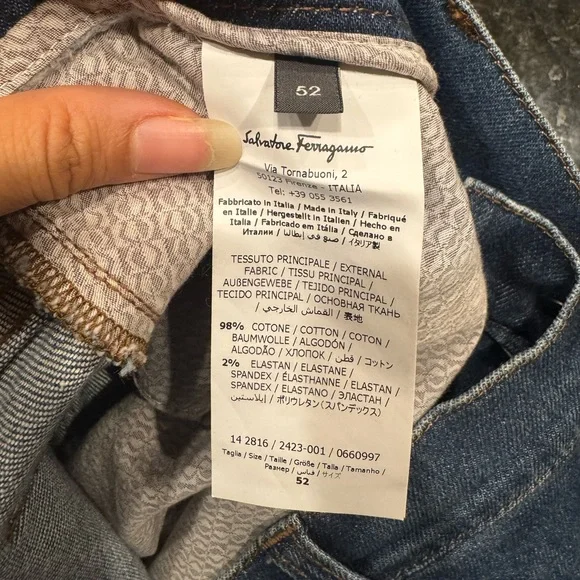 52
Salvatore Ferragamo
Via Tornabuoni, 2
50123 Firenze - ITALIA
Tel: +39 055 3561
Fabbricato in Italia / Made in Italy / Fabriqué
en Italie / Hergestellt in Italien / Hecho en
Italia / Fabricado em Itália / Сделано в
Италии / صنع في إيطاليا / イタリア製
TESSUTO PRINCIPALE / EXTERNAL
FABRIC / TISSU PRINCIPAL /
AUßENGEWEBE / TEJIDO PRINCIPAL /
TECIDO PRINCIPAL / ОСНОВНАЯ ТКАНЬ
/ القماش الخارجي / 表地
98% COTONE / COTTON / COTON /
BAUMWOLLE / ALGODÓN /
ALGODÃO / ХЛОПОК / قطن / コットン
2% ELASTAN / ELASTANE /
SPANDEX / ÉLASTHANNE / ELASTAN /
SPANDEX / ELASTANO / ЭЛАСТАН /
إيلاستين / ポリウレタン(スパンデックス)
14 2816 / 2423-001 / 0660997
Taglia / Size / Taille / Größe / Talla / Tamanho /
Размер / قياس / サイズ
52